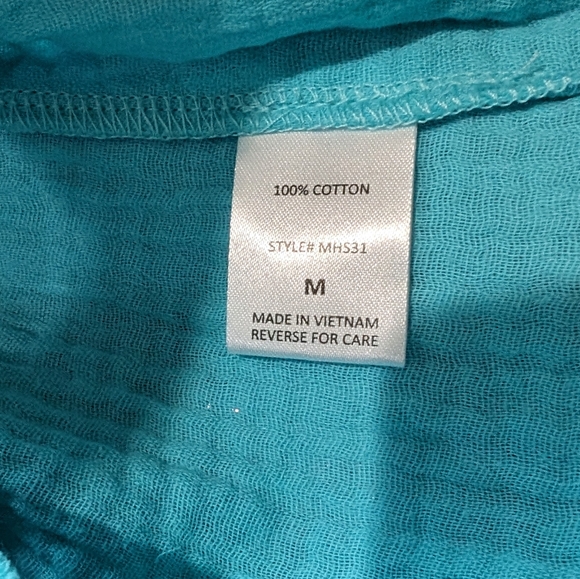 100% COTTON
STYLE# MHS31
M
MADE IN VIETNAM
REVERSE FOR CARE